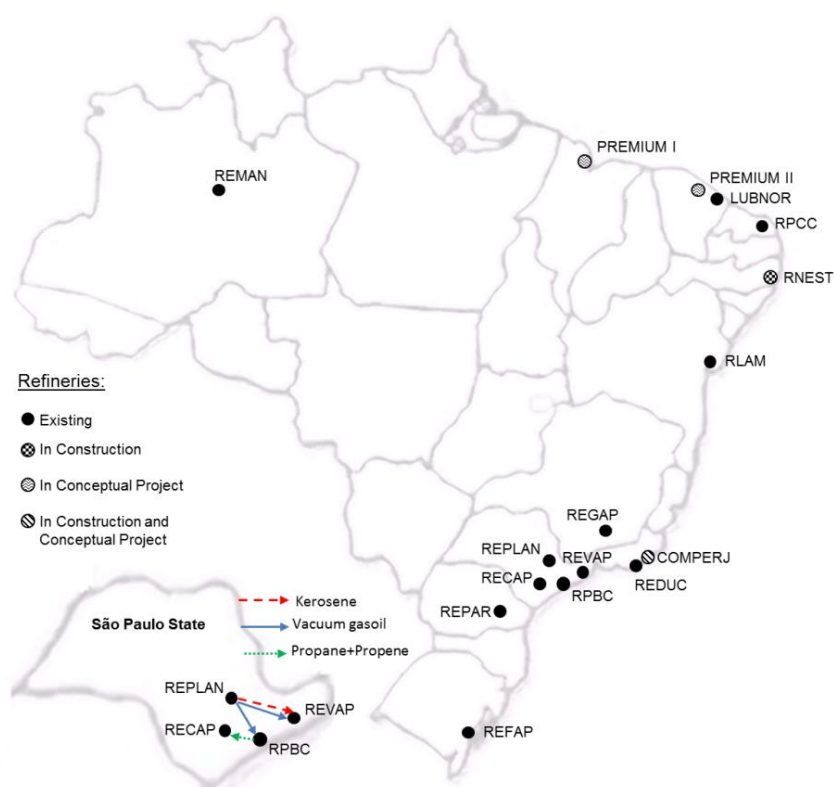 PREMIUM I
REMAN
PREMIUM II
LUBNOR
RPCC
RNEST
RLAM
Refineries:
Existing
In Construction
In Conceptual Project
In Construction and
Conceptual Project
REGAP
REPLAN
REVAP
COMPERJ
RECAP
RPBC
REDUC
REPAR
REFAP
São Paulo State
Kerosene
Vacuum gasoil
Propane+Propene
REPLAN
REVAP
RECAP
RPBC